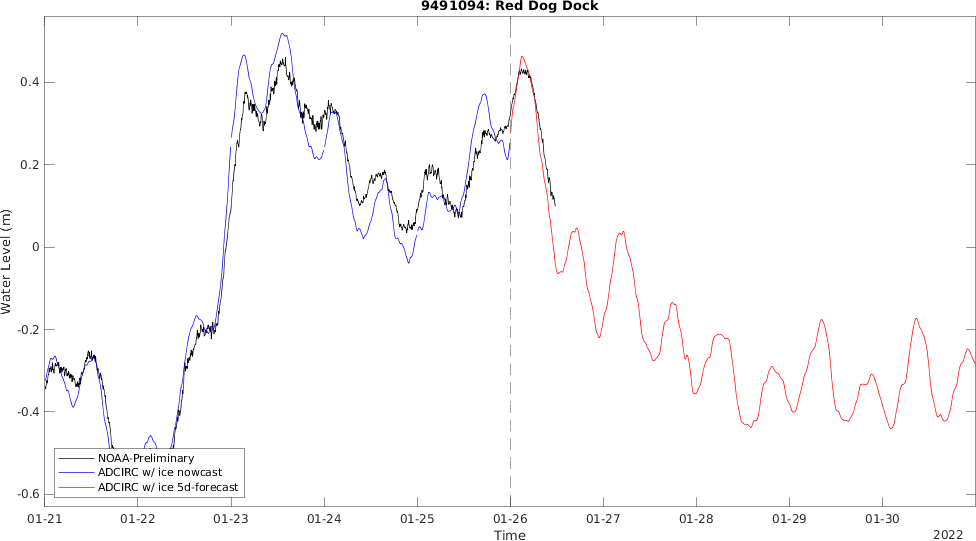 9491094: Red Dog Dock
Water Level (m)
0.4
0.2
0
-0.2
-0.4
-0.6
NOAA-Preliminary
ADCIRC w/ ice nowcast
ADCIRC w/ ice 5d-forecast
01-21 01-22 01-23 01-24 01-25 01-26 01-27 01-28 01-29 01-30
Time
2022